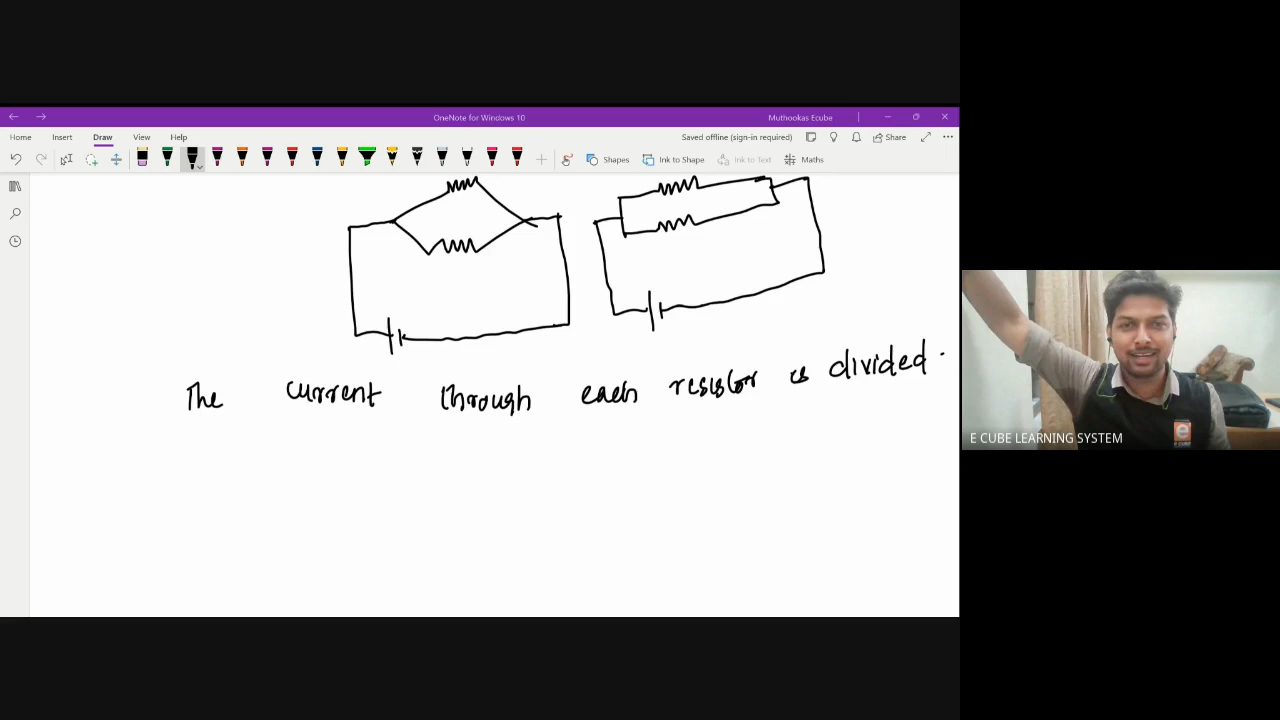 OneNote for Windows 10
Muthookas Ecube
Home Insert Draw View Help
Saved offline (sign-in required)
Share
Shapes
Ink to Shape
Ink to Text
Maths
The current through each resistor is divided.
E CUBE LEARNING SYSTEM